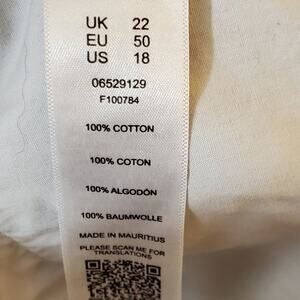 UK 22
EU 50
US 18
06529129
F100784
100% COTTON
100% COTON
100% ALGODÓN
100% BAUMWOLLE
MADE IN MAURITIUS
PLEASE SCAN ME FOR
TRANSLATIONS